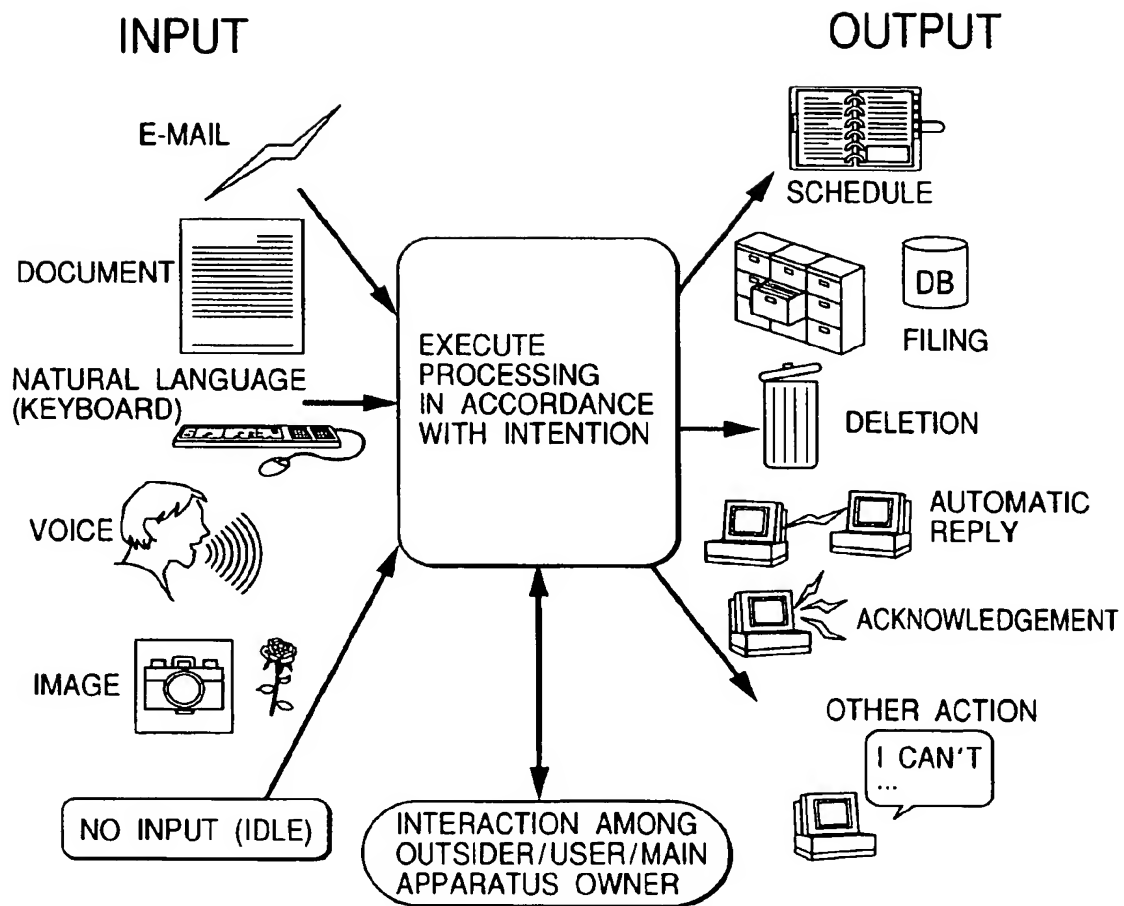 INPUT
E-MAIL
DOCUMENT
NATURAL LANGUAGE
(KEYBOARD)
VOICE
IMAGE
NO INPUT (IDLE)
EXECUTE
PROCESSING
IN ACCORDANCE
WITH INTENTION
INTERACTION AMONG
OUTSIDER/USER/MAIN
APPARATUS OWNER
OUTPUT
SCHEDULE
DB
FILING
DELETION
AUTOMATIC
REPLY
ACKNOWLEDGEMENT
OTHER ACTION
I CAN'T
...